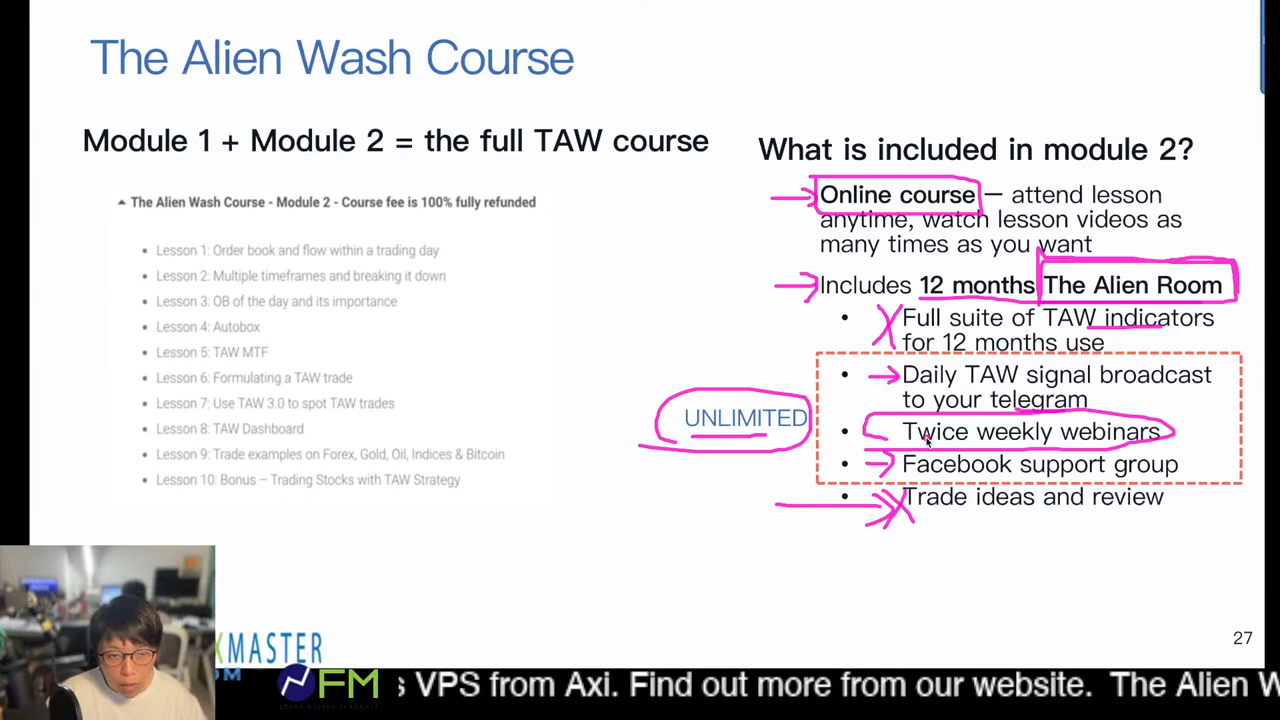 The Alien Wash Course
Module 1 + Module 2 = the full TAW course
The Alien Wash Course - Module 2 - Course fee is 100% fully refunded
• Lesson 1: Order book and flow within a trading day
• Lesson 2: Multiple timeframes and breaking it down
• Lesson 3: OB of the day and its importance
• Lesson 4: Autobox
• Lesson 5: TAW MTF
• Lesson 6: Formulating a TAW trade
• Lesson 7: Use TAW 3.0 to spot TAW trades
• Lesson 8: TAW Dashboard
• Lesson 9: Trade examples on Forex, Gold, Oil, Indices & Bitcoin
• Lesson 10: Bonus – Trading Stocks with TAW Strategy
What is included in module 2?
Online course – attend lesson
anytime, watch lesson videos as
many times as you want
Includes 12 months The Alien Room
• Full suite of TAW indicators
for 12 months use
• Daily TAW signal broadcast
to your telegram
UNLIMITED
• Twice weekly webinars
• Facebook support group
• Trade ideas and review
27
XMASTER
OM
FM
s VPS from Axi. Find out more from our website. The Alien W